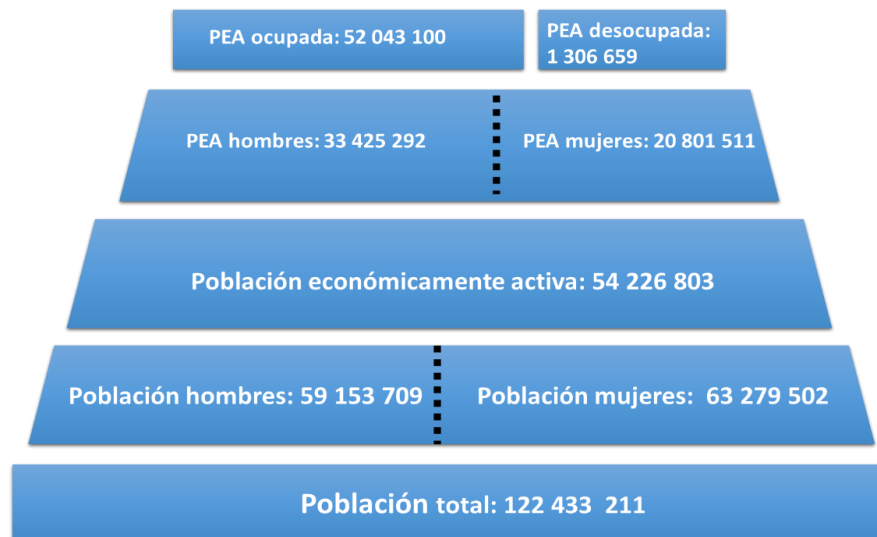 PEA ocupada: 52 043 100
PEA desocupada:
1 306 659
PEA hombres: 33 425 292
PEA mujeres: 20 801 511
Población económicamente activa: 54 226 803
Población hombres: 59 153 709
Población mujeres: 63 279 502
Población total: 122 433 211